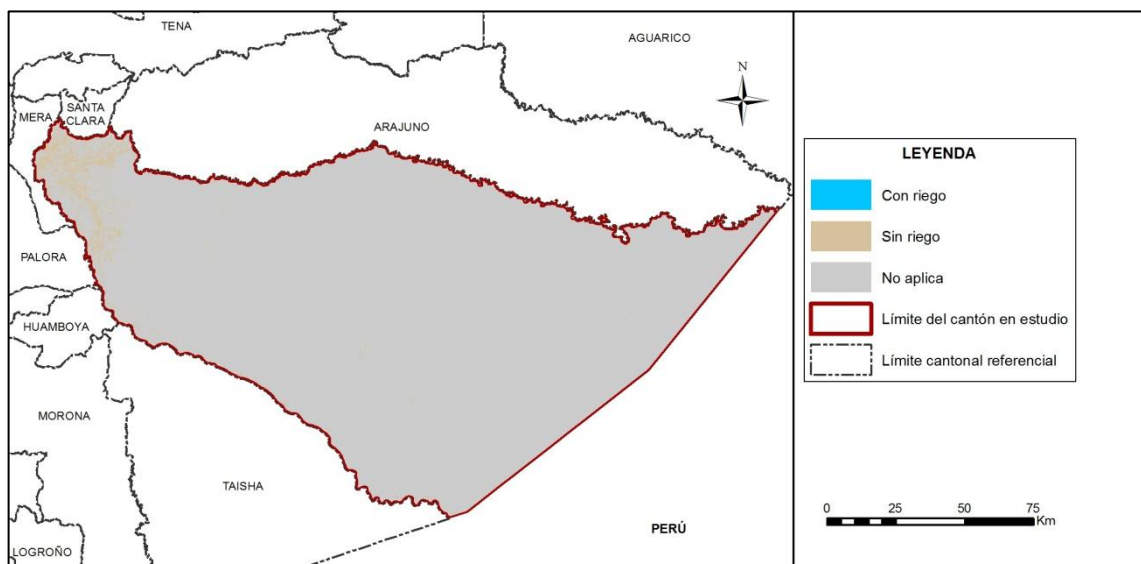 TENA
AGUARICO
N
SANTA
CLARA
MERA
ARAJUNO
PALORA
HUAMBOYA
MORONA
TAISHA
PERÚ
LOGROÑO
LEYENDA
Con riego
Sin riego
No aplica
Límite del cantón en estudio
Límite cantonal referencial
0 25 50 75
Km